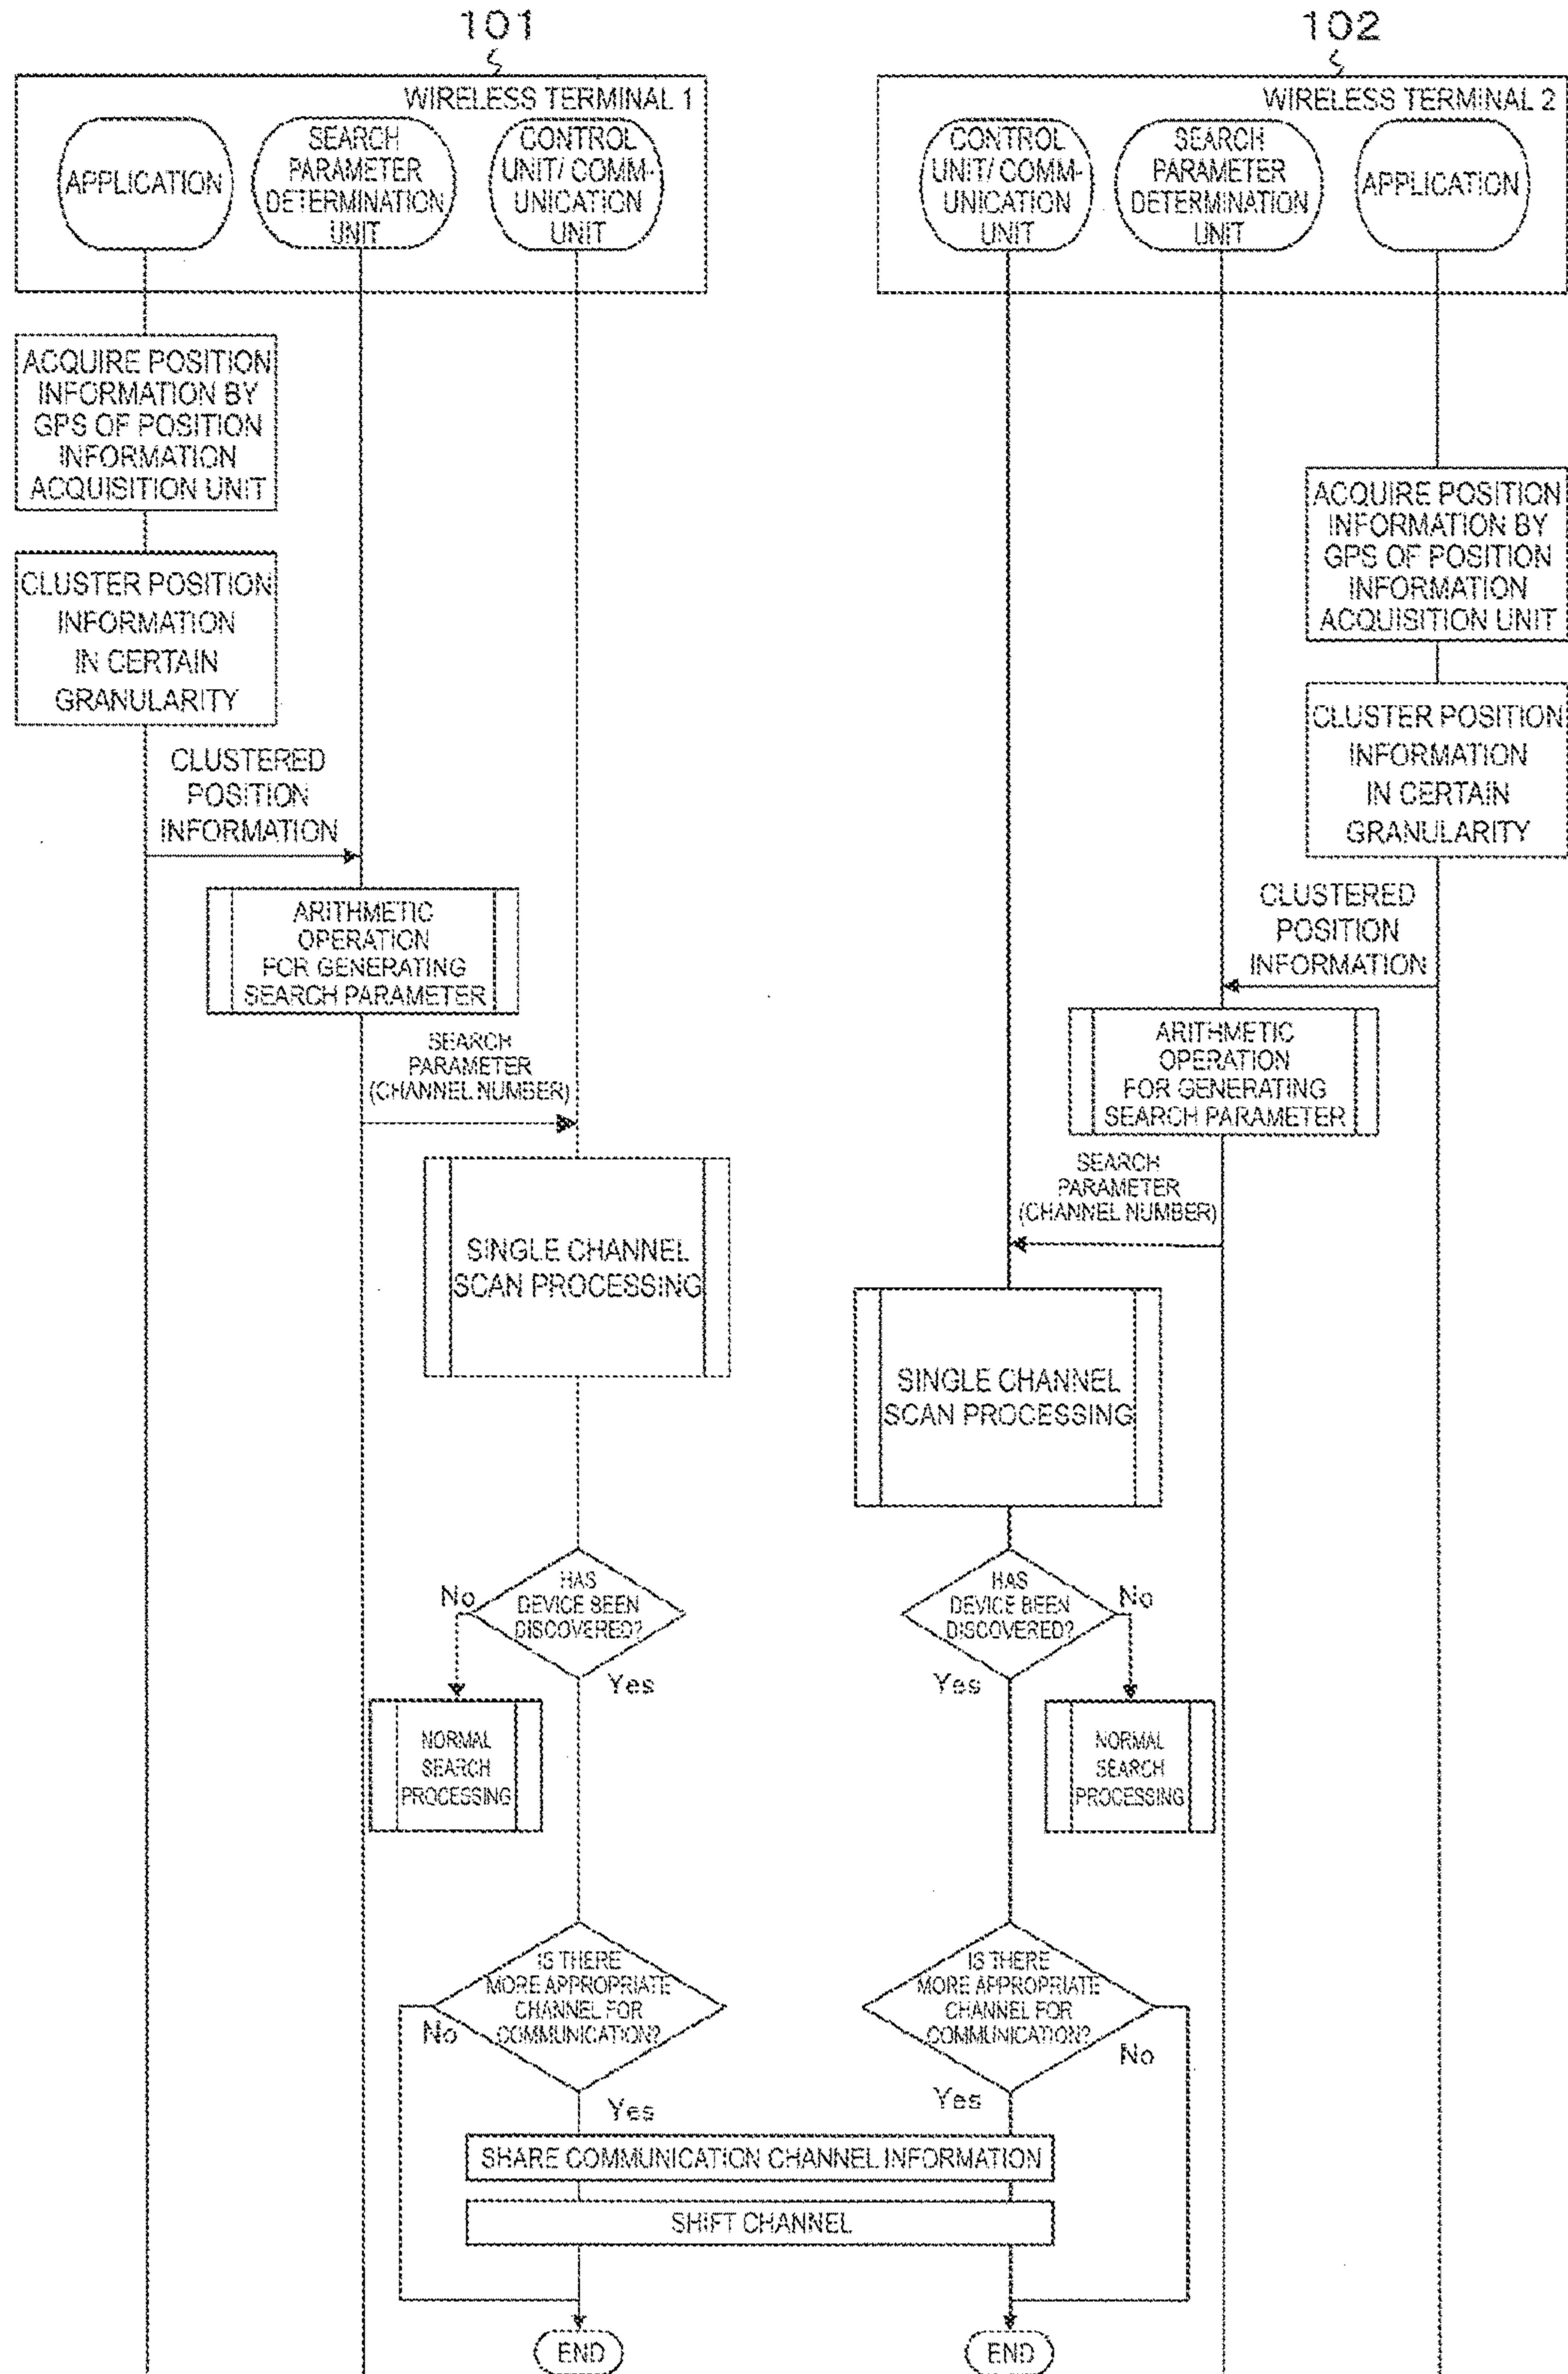 101
102
WIRELESS TERMINAL 1
WIRELESS TERMINAL 2
APPLICATION
SEARCH
PARAMETER
DETERMINATION
UNIT
CONTROL
UNIT/ COMM-
UNICATION
UNIT
CONTROL
UNIT/ COMM-
UNICATION
UNIT
SEARCH
PARAMETER
DETERMINATION
UNIT
APPLICATION
ACQUIRE POSITION
INFORMATION BY
GPS OF POSITION
INFORMATION
ACQUISITION UNIT
ACQUIRE POSITION
INFORMATION BY
GPS OF POSITION
INFORMATION
ACQUISITION UNIT
CLUSTER POSITION
INFORMATION
IN CERTAIN
GRANULARITY
CLUSTER POSITION
INFORMATION
IN CERTAIN
GRANULARITY
CLUSTERED
POSITION
INFORMATION
CLUSTERED
POSITION
INFORMATION
ARITHMETIC
OPERATION
FOR GENERATING
SEARCH PARAMETER
ARITHMETIC
OPERATION
FOR GENERATING
SEARCH PARAMETER
SEARCH
PARAMETER
(CHANNEL NUMBER)
SEARCH
PARAMETER
(CHANNEL NUMBER)
SINGLE CHANNEL
SCAN PROCESSING
SINGLE CHANNEL
SCAN PROCESSING
HAS
DEVICE BEEN
DISCOVERED?
No
Yes
HAS
DEVICE BEEN
DISCOVERED?
No
Yes
NORMAL
SEARCH
PROCESSING
NORMAL
SEARCH
PROCESSING
IS THERE
MORE APPROPRIATE
CHANNEL FOR
COMMUNICATION?
No
Yes
IS THERE
MORE APPROPRIATE
CHANNEL FOR
COMMUNICATION?
No
Yes
SHARE COMMUNICATION CHANNEL INFORMATION
SHIFT CHANNEL
END
END